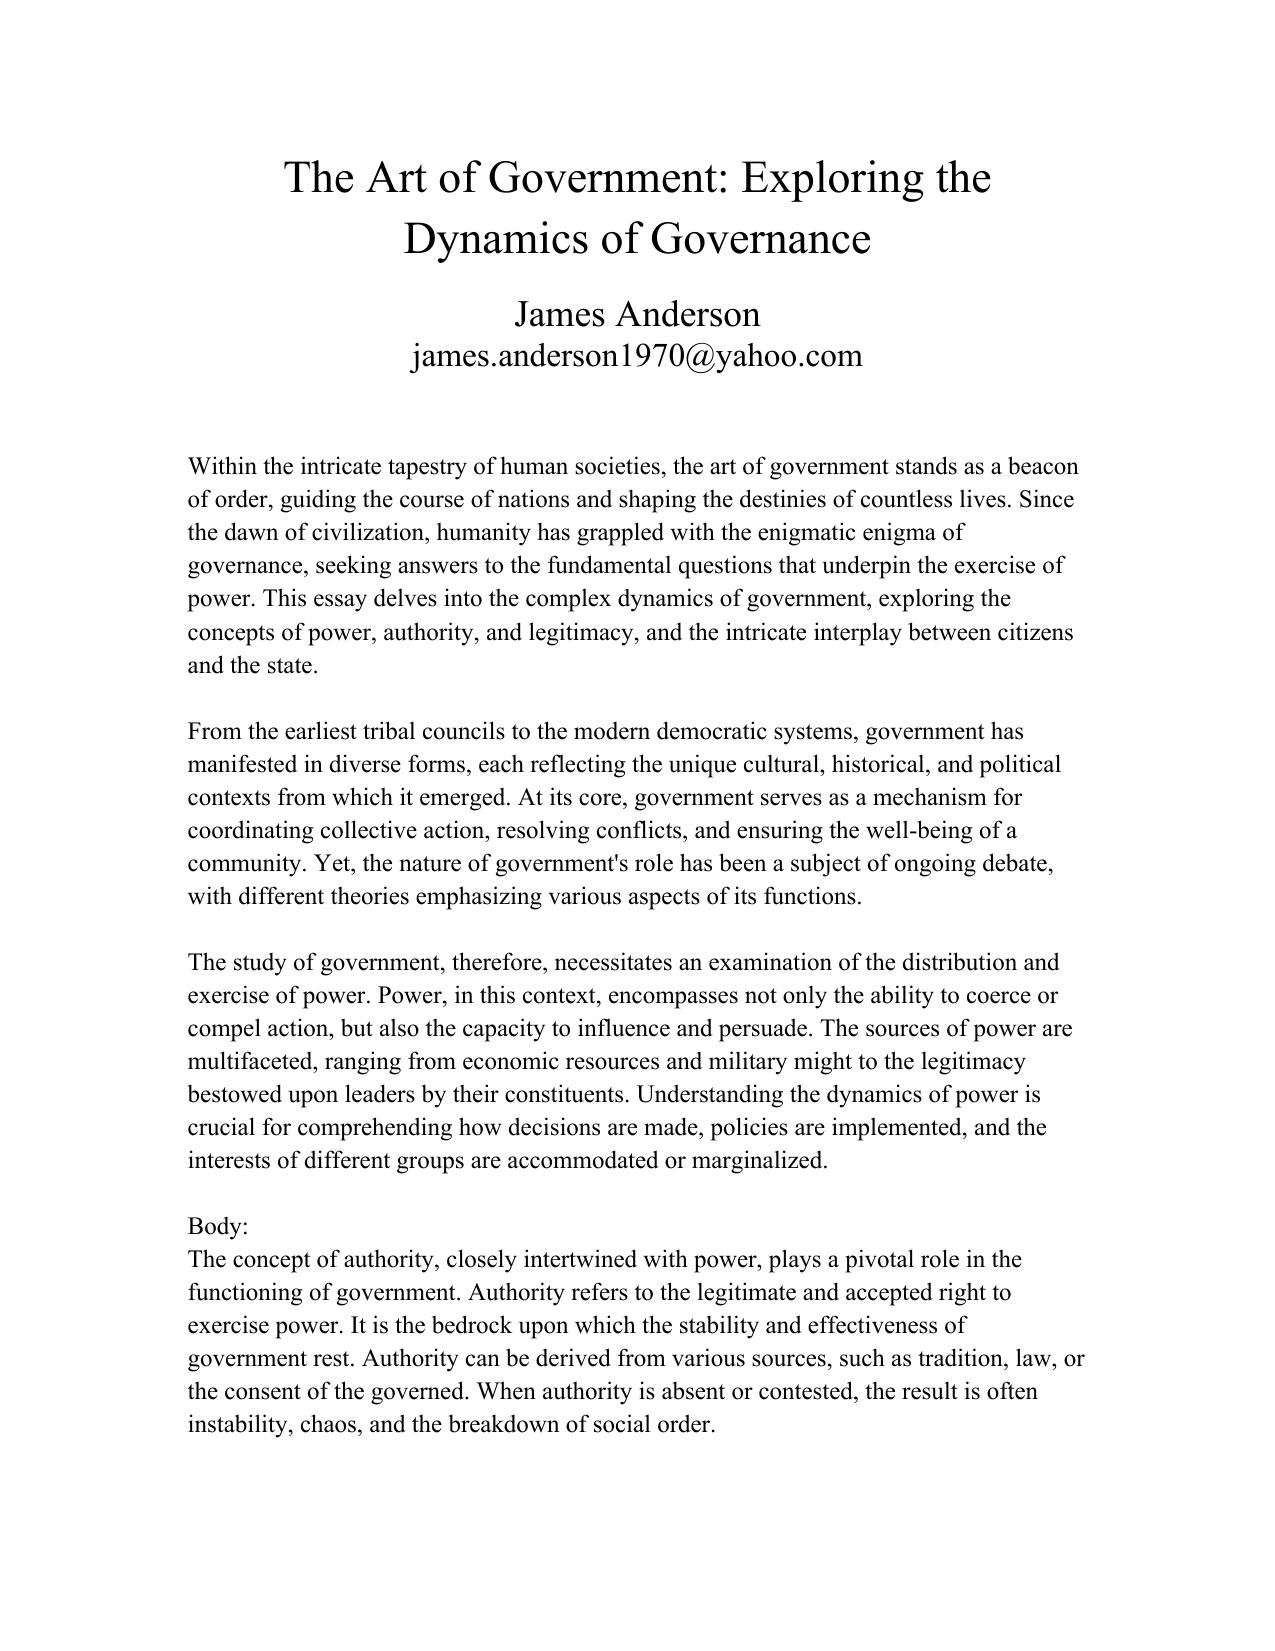 The Art of Government: Exploring the
Dynamics of Governance
James Anderson
james.anderson1970@yahoo.com
Within the intricate tapestry of human societies, the art of government stands as a beacon
of order, guiding the course of nations and shaping the destinies of countless lives. Since
the dawn of civilization, humanity has grappled with the enigmatic enigma of
governance, seeking answers to the fundamental questions that underpin the exercise of
power. This essay delves into the complex dynamics of government, exploring the
concepts of power, authority, and legitimacy, and the intricate interplay between citizens
and the state.
From the earliest tribal councils to the modern democratic systems, government has
manifested in diverse forms, each reflecting the unique cultural, historical, and political
contexts from which it emerged. At its core, government serves as a mechanism for
coordinating collective action, resolving conflicts, and ensuring the well-being of a
community. Yet, the nature of government's role has been a subject of ongoing debate,
with different theories emphasizing various aspects of its functions.
The study of government, therefore, necessitates an examination of the distribution and
exercise of power. Power, in this context, encompasses not only the ability to coerce or
compel action, but also the capacity to influence and persuade. The sources of power are
multifaceted, ranging from economic resources and military might to the legitimacy
bestowed upon leaders by their constituents. Understanding the dynamics of power is
crucial for comprehending how decisions are made, policies are implemented, and the
interests of different groups are accommodated or marginalized.
Body:
The concept of authority, closely intertwined with power, plays a pivotal role in the
functioning of government. Authority refers to the legitimate and accepted right to
exercise power. It is the bedrock upon which the stability and effectiveness of
government rest. Authority can be derived from various sources, such as tradition, law, or
the consent of the governed. When authority is absent or contested, the result is often
instability, chaos, and the breakdown of social order.